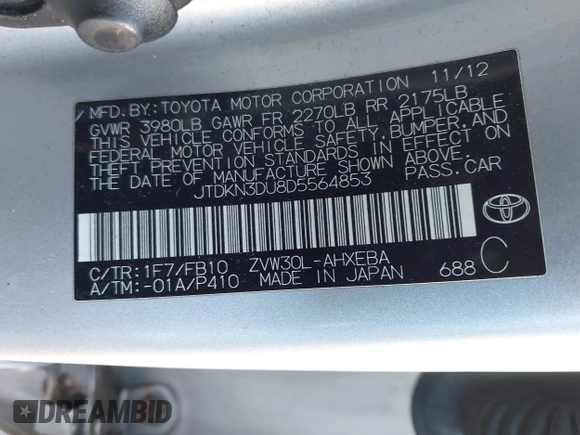 MFD. BY: TOYOTA MOTOR CORPORATION 11/12
GVWR 3980LB GAWR FR 2270LB RR 2175LB
THIS VEHICLE CONFORMS TO ALL APPLICABLE
FEDERAL MOTOR VEHICLE SAFETY, BUMPER, AND
THEFT PREVENTION STANDARDS IN EFFECT ON
THE DATE OF MANUFACTURE SHOWN ABOVE.
JTDKN3DU8D5564853 PASS. CAR
C/TR: 1F7/FB10 ZVW30L-AHXEBA
A/TM: -01A/P410 MADE IN JAPAN 688 C
DREAMBID